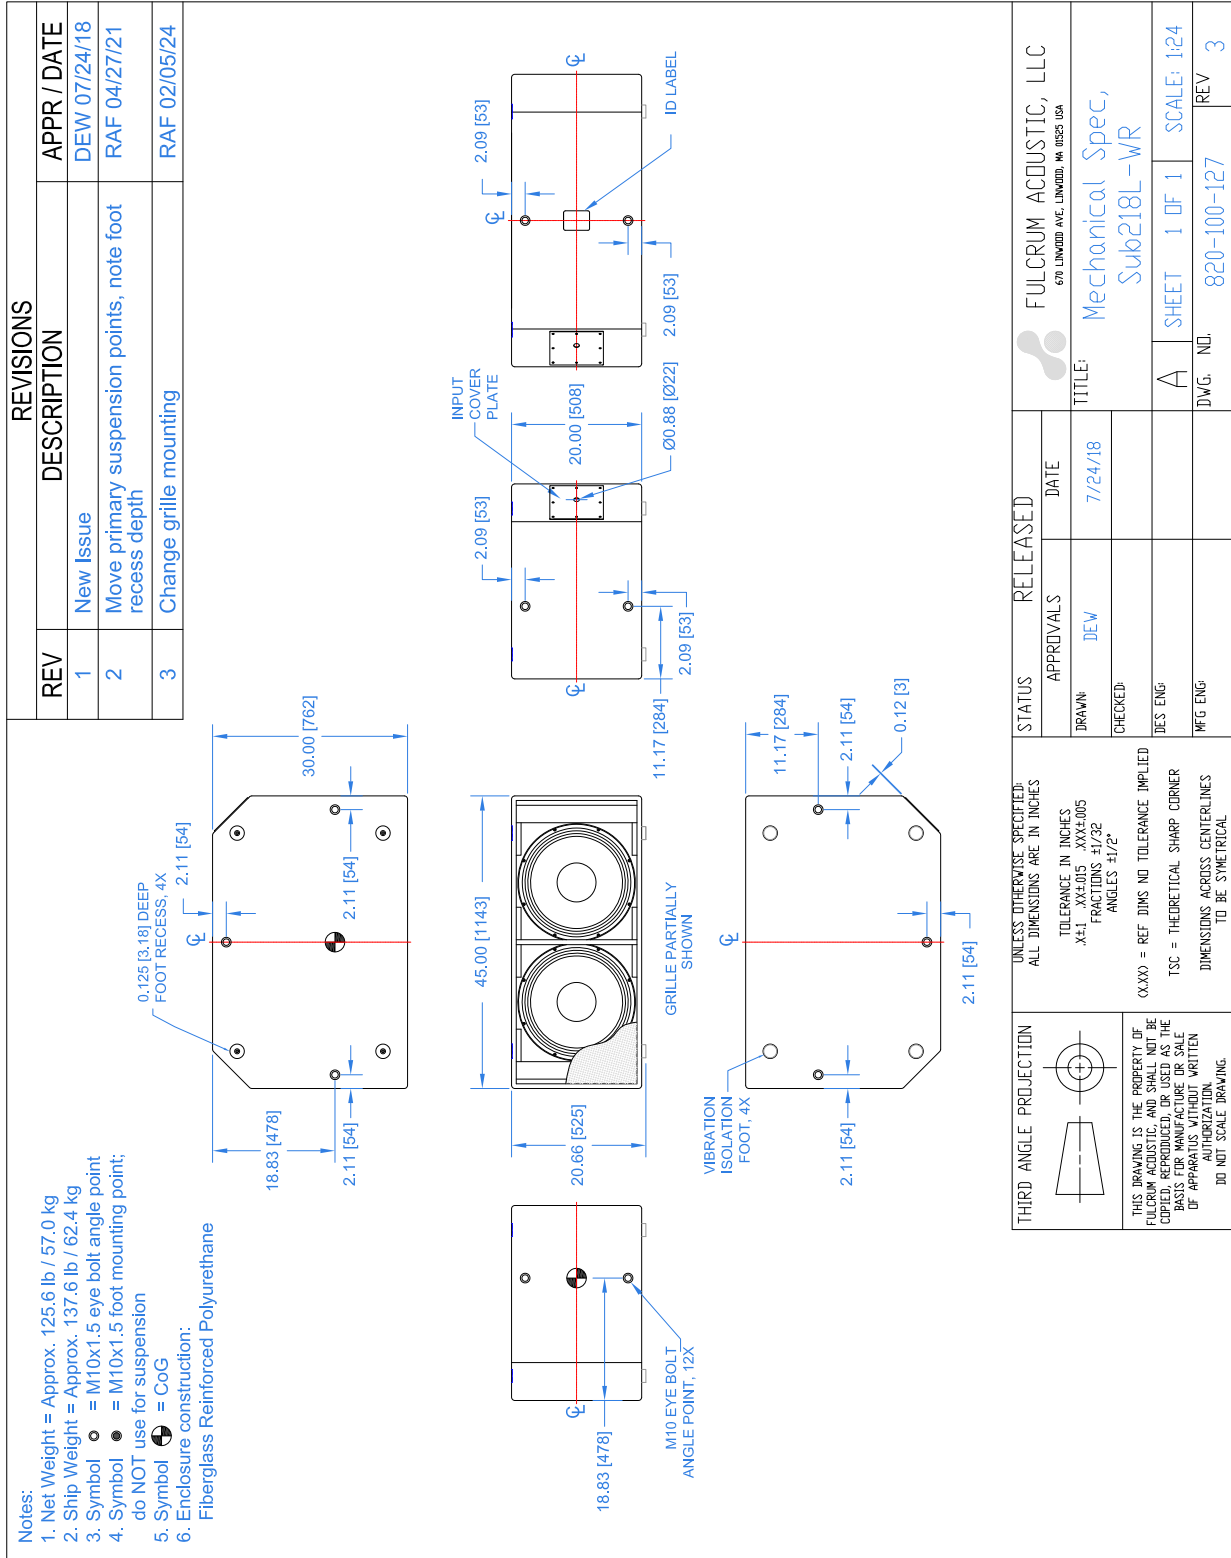 Notes:
1. Net Weight = Approx. 125.6 lb / 57.0 kg
2. Ship Weight = Approx. 137.6 lb / 62.4 kg
3. Symbol = M10x1.5 eye bolt angle point
4. Symbol = M10x1.5 foot mounting point;
do NOT use for suspension
5. Symbol = CoG
6. Enclosure construction:
Fiberglass Reinforced Polyurethane
REVISIONS
REV DESCRIPTION APPR / DATE
1 New Issue DEW 07/24/18
2 Move primary suspension points, note foot
recess depth RAF 04/27/21
3 Change grille mounting RAF 02/05/24
0.125 [3.18] DEEP
FOOT RECESS, 4X
2.11 [54]
18.83 [478]
2.11 [54]
2.11 [54]
30.00 [762]
18.83 [478]
M10 EYE BOLT
ANGLE POINT, 12X
45.00 [1143]
20.66 [525]
GRILLE PARTIALLY
SHOWN
11.17 [284]
2.09 [53]
2.09 [53]
INPUT
COVER
PLATE
20.00 [508]
Ø0.88 [Ø22]
2.09 [53]
2.09 [53]
ID LABEL
VIBRATION
ISOLATION
FOOT, 4X
2.11 [54]
2.11 [54]
11.17 [284]
2.11 [54]
0.12 [3]
THIRD ANGLE PROJECTION
THIS DRAWING IS THE PROPERTY OF
FULCRUM ACOUSTIC, AND SHALL NOT BE
COPIED, REPRODUCED, OR USED AS THE
BASIS FOR MANUFACTURE OR SALE
OF APPARATUS WITHOUT WRITTEN
AUTHORIZATION.
DO NOT SCALE DRAWING.
UNLESS OTHERWISE SPECIFIED:
ALL DIMENSIONS ARE IN INCHES
TOLERANCE IN INCHES
.X±.1 .XX±.015 .XXX±.005
FRACTIONS ±1/32
ANGLES ±1/2°
(X.XX) = REF DIMS NO TOLERANCE IMPLIED
TSC = THEORETICAL SHARP CORNER
DIMENSIONS ACROSS CENTERLINES
TO BE SYMETRICAL
STATUS RELEASED
APPROVALS DATE
DRAWN: DEW 7/24/18
CHECKED:
DES ENG:
MFG ENG:
FULCRUM ACOUSTIC, LLC
670 LINWOOD AVE, LINWOOD, MA 01525 USA
TITLE:
Mechanical Spec,
Sub218L-WR
A SHEET 1 OF 1 SCALE: 1:24
DWG. NO. 820-100-127 REV 3